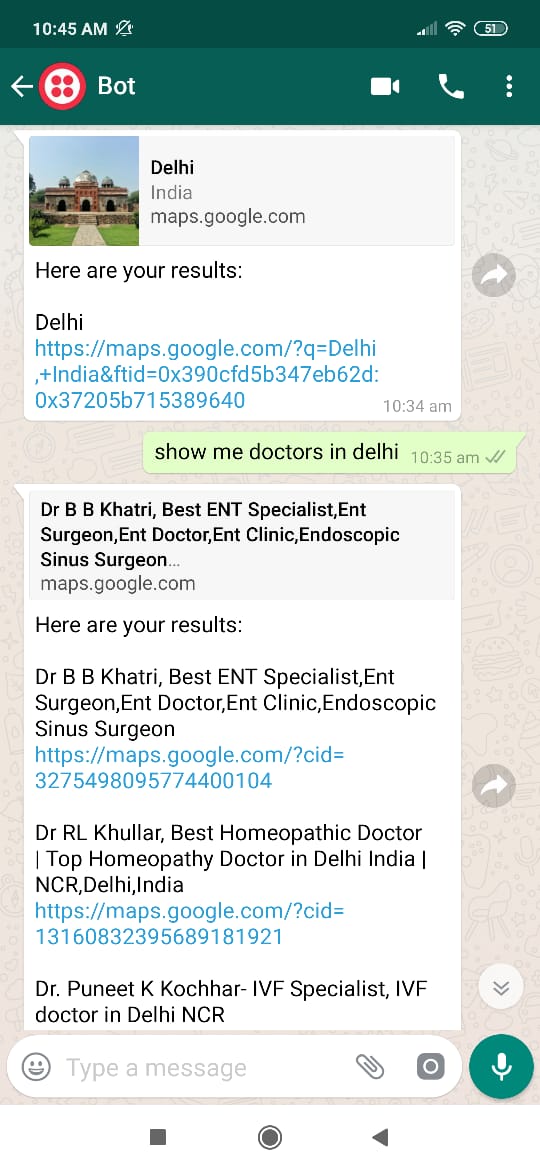 10:45 AM
51
Bot
Delhi
India
maps.google.com
Here are your results:
Delhi
https://maps.google.com/?q=Delhi
,+India&ftid=0x390cfd5b347eb62d:
0x37205b715389640
10:34 am
show me doctors in delhi
10:35 am
Dr B B Khatri, Best ENT Specialist,Ent
Surgeon,Ent Doctor,Ent Clinic,Endoscopic
Sinus Surgeon...
maps.google.com
Here are your results:
Dr B B Khatri, Best ENT Specialist,Ent
Surgeon,Ent Doctor,Ent Clinic,Endoscopic
Sinus Surgeon
https://maps.google.com/?cid=
3275498095774400104
Dr RL Khullar, Best Homeopathic Doctor
| Top Homeopathy Doctor in Delhi India |
NCR,Delhi,India
https://maps.google.com/?cid=
13160832395689181921
Dr. Puneet K Kochhar- IVF Specialist, IVF
doctor in Delhi NCR
Type a message